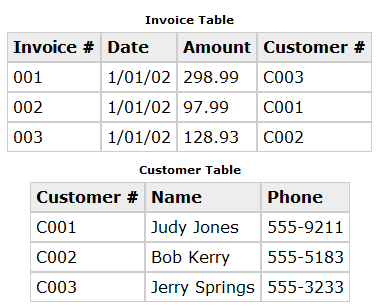 Invoice Table
Invoice # Date Amount Customer #
001 1/01/02 298.99 C003
002 1/01/02 97.99 C001
003 1/01/02 128.93 C002
Customer Table
Customer # Name Phone
C001 Judy Jones 555-9211
C002 Bob Kerry 555-5183
C003 Jerry Springs 555-3233